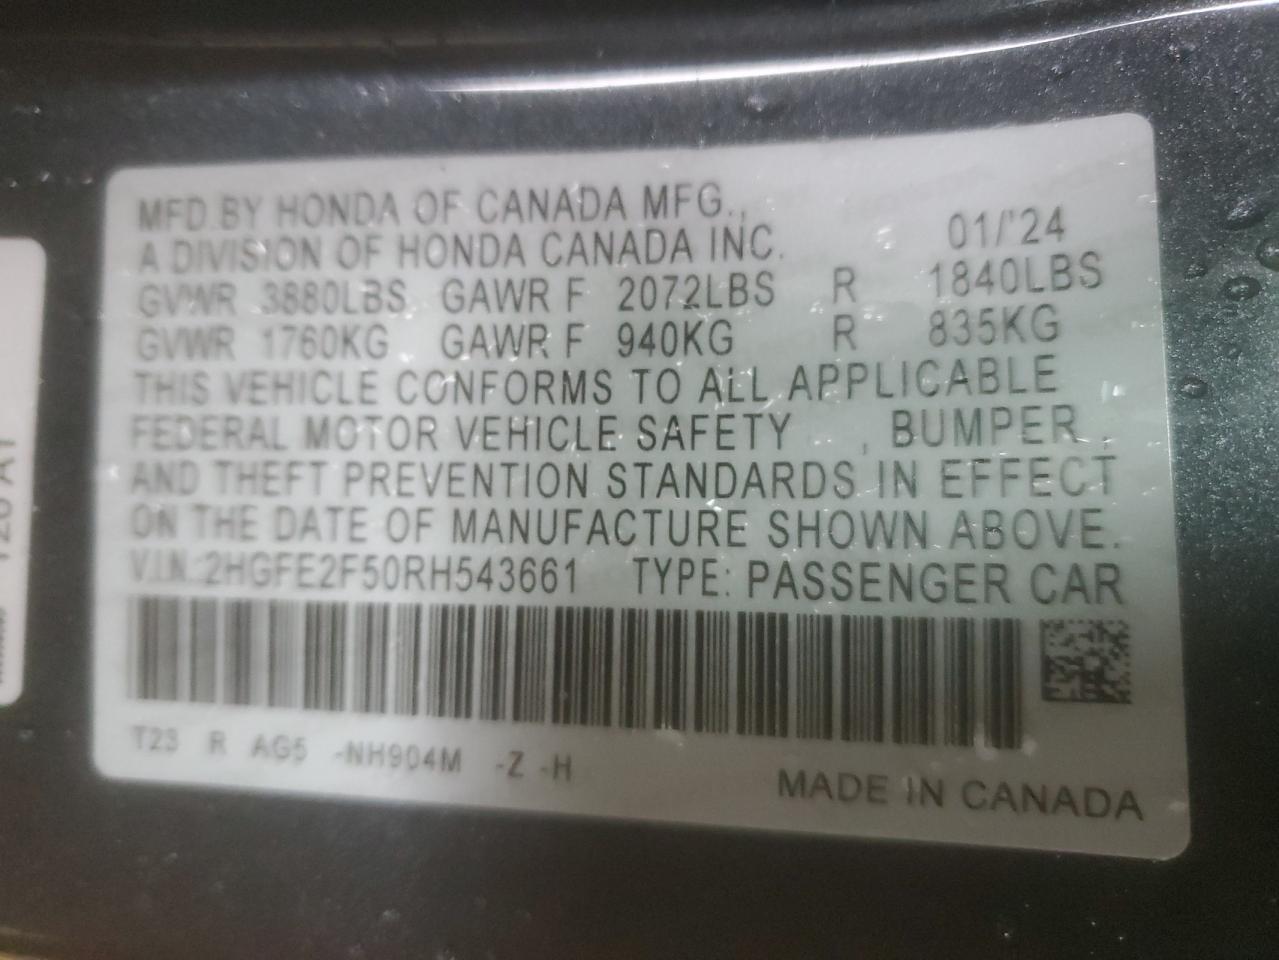 MFD.BY HONDA OF CANADA MFG.,
A DIVISION OF HONDA CANADA INC. 01/'24
GVWR 3880LBS GAWR F 2072LBS R 1840LBS
GVWR 1760KG GAWR F 940KG R 835KG
THIS VEHICLE CONFORMS TO ALL APPLICABLE
FEDERAL MOTOR VEHICLE SAFETY , BUMPER ,
AND THEFT PREVENTION STANDARDS IN EFFECT
ON THE DATE OF MANUFACTURE SHOWN ABOVE.
V.I.N.:2HGFE2F50RH543661 TYPE: PASSENGER CAR
T23 R AG5 -NH904M -Z -H
MADE IN CANADA